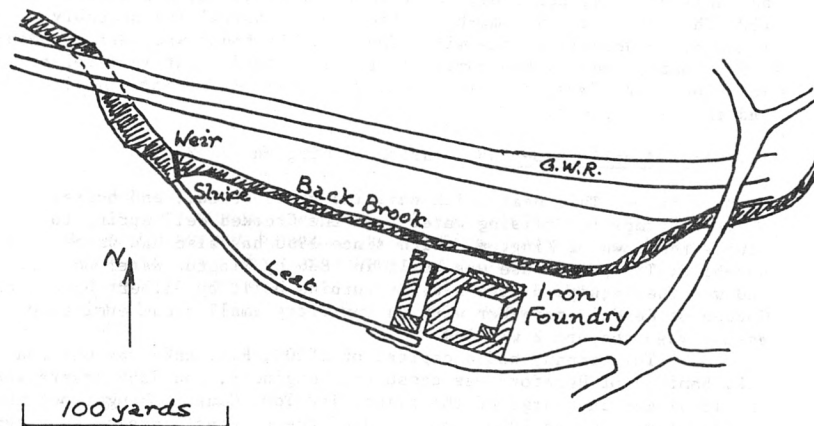 Weir
G.W.R.
Sluice
Back Brook
N
Leat
Iron
Foundry
100 yards